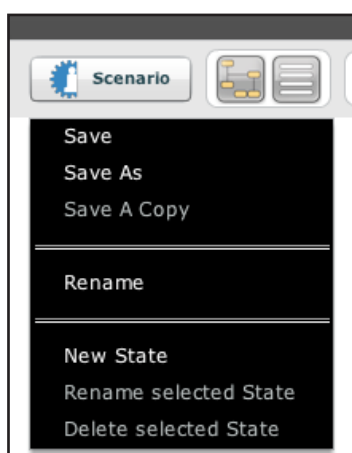 Scenario
Save
Save As
Save A Copy
Rename
New State
Rename selected State
Delete selected State